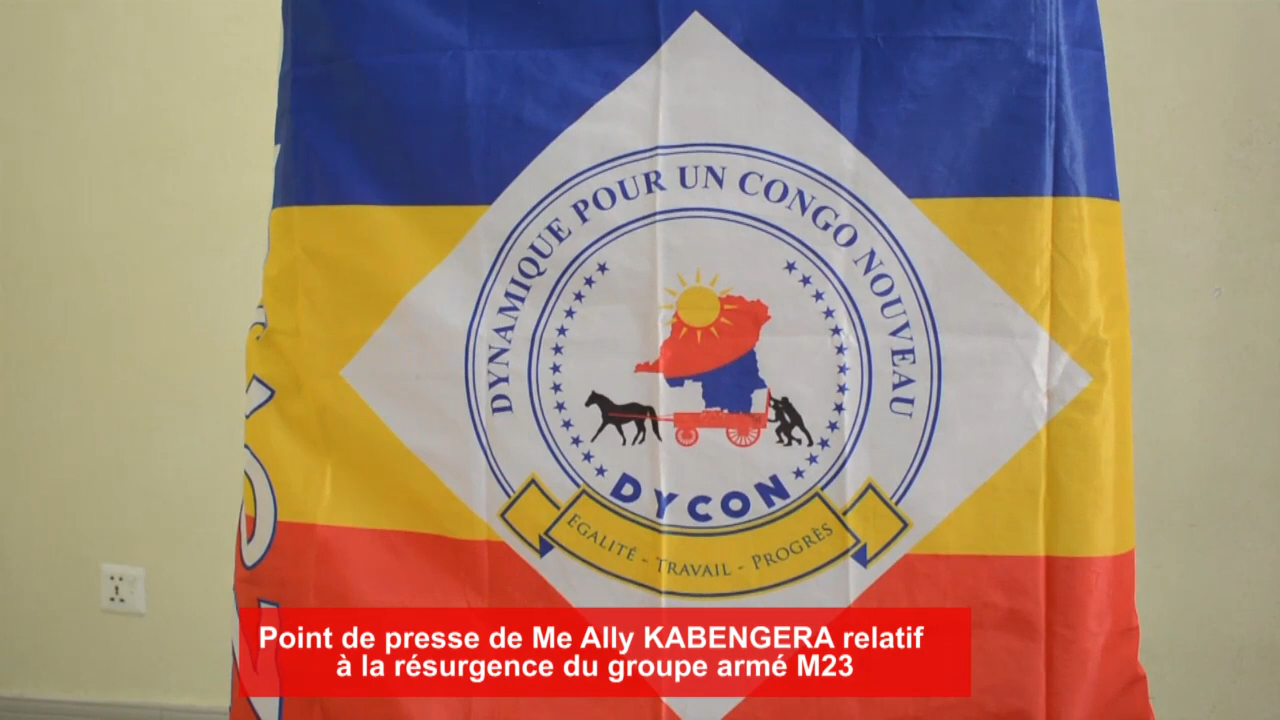 DYNAMIQUE POUR UN CONGO NOUVEAU
DYCON
EGALITÉ - TRAVAIL - PROGRÈS
Point de presse de Me Ally KABENGERA relatif
à la résurgence du groupe armé M23